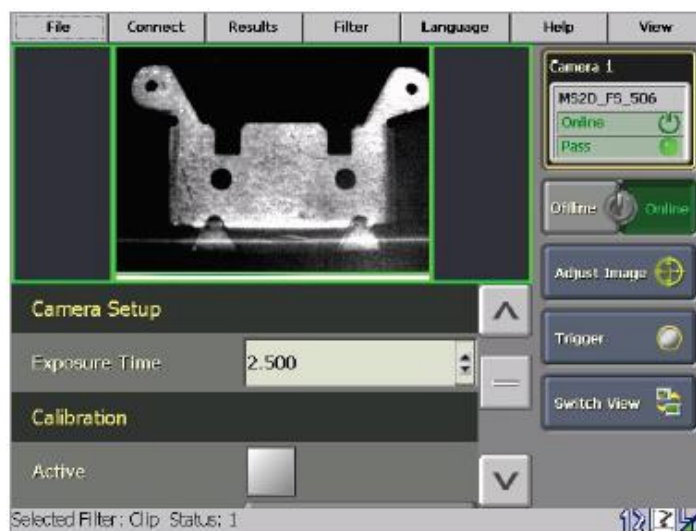 File Connect Results Filter Language Help View
Camera 1
MS2D_FS_506
Online
Pass
Offline Online
Adjust Image
Trigger
Switch View
Camera Setup
Exposure Time 2.500
Calibration
Active
Selected Filter: Clip Status: 1